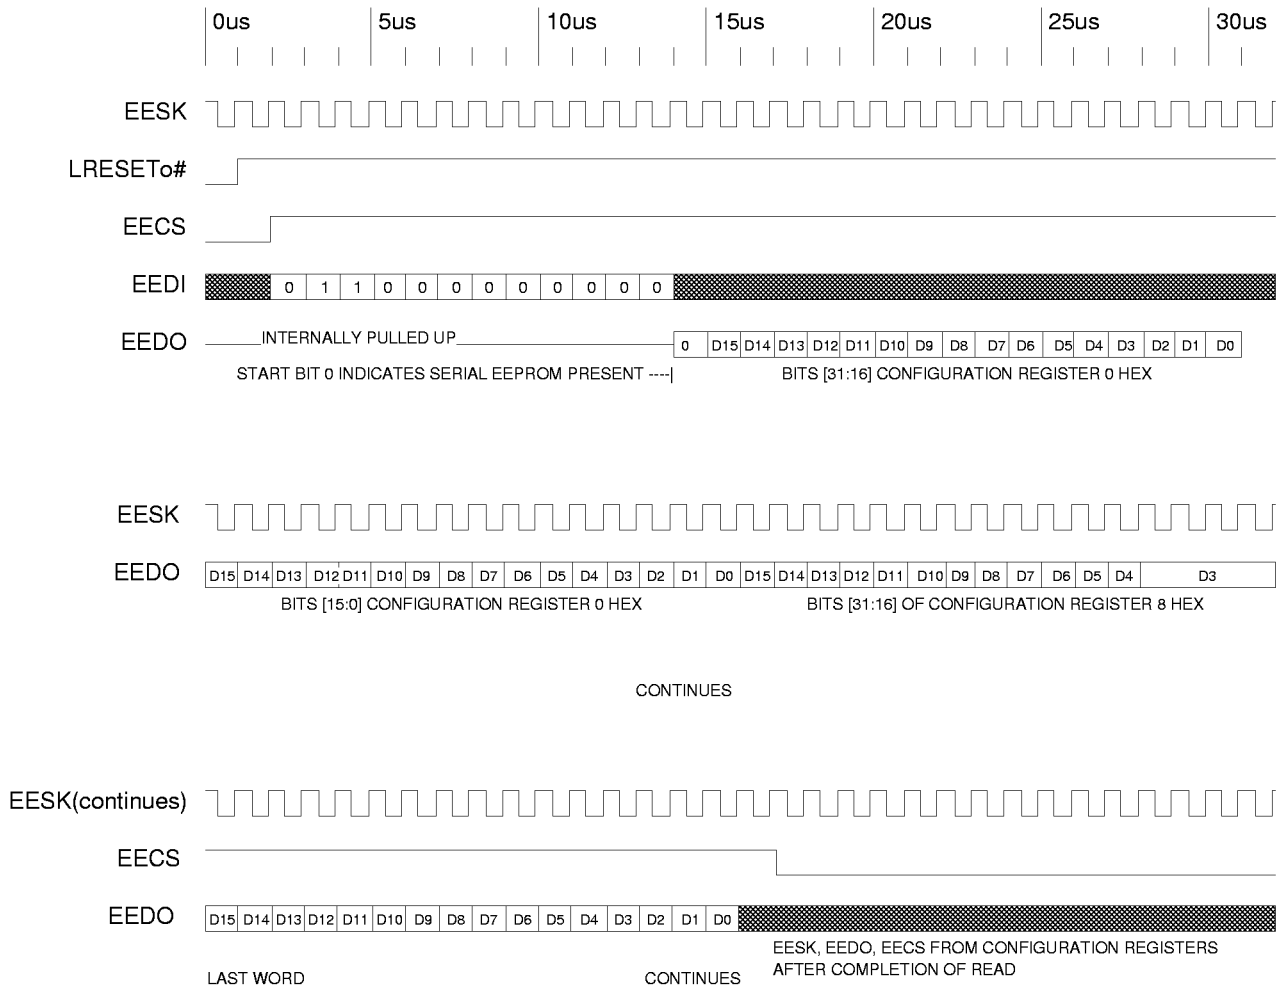 0us 5us 10us 15us 20us 25us 30us
EESK
LRESETo#
EECS
EEDI 0 1 1 0 0 0 0 0 0 0 0 0
EEDO INTERNALLY PULLED UP 0 D15 D14 D13 D12 D11 D10 D9 D8 D7 D6 D5 D4 D3 D2 D1 D0
START BIT 0 INDICATES SERIAL EEPROM PRESENT ----| BITS [31:16] CONFIGURATION REGISTER 0 HEX
EESK
EEDO D15 D14 D13 D12 D11 D10 D9 D8 D7 D6 D5 D4 D3 D2 D1 D0 D15 D14 D13 D12 D11 D10 D9 D8 D7 D6 D5 D4 D3
BITS [15:0] CONFIGURATION REGISTER 0 HEX BITS [31:16] OF CONFIGURATION REGISTER 8 HEX
CONTINUES
EESK(continues)
EECS
EEDO D15 D14 D13 D12 D11 D10 D9 D8 D7 D6 D5 D4 D3 D2 D1 D0
EESK, EEDO, EECS FROM CONFIGURATION REGISTERS
AFTER COMPLETION OF READ
LAST WORD CONTINUES